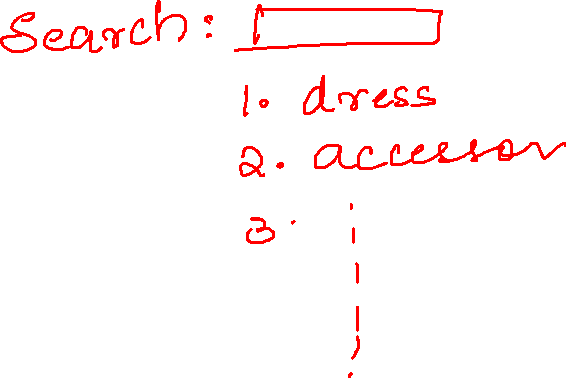 Search:
1. dress
2. accessor
3.